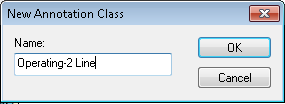 New Annotation Class
Name:
OK
Operating-2 Line
Cancel